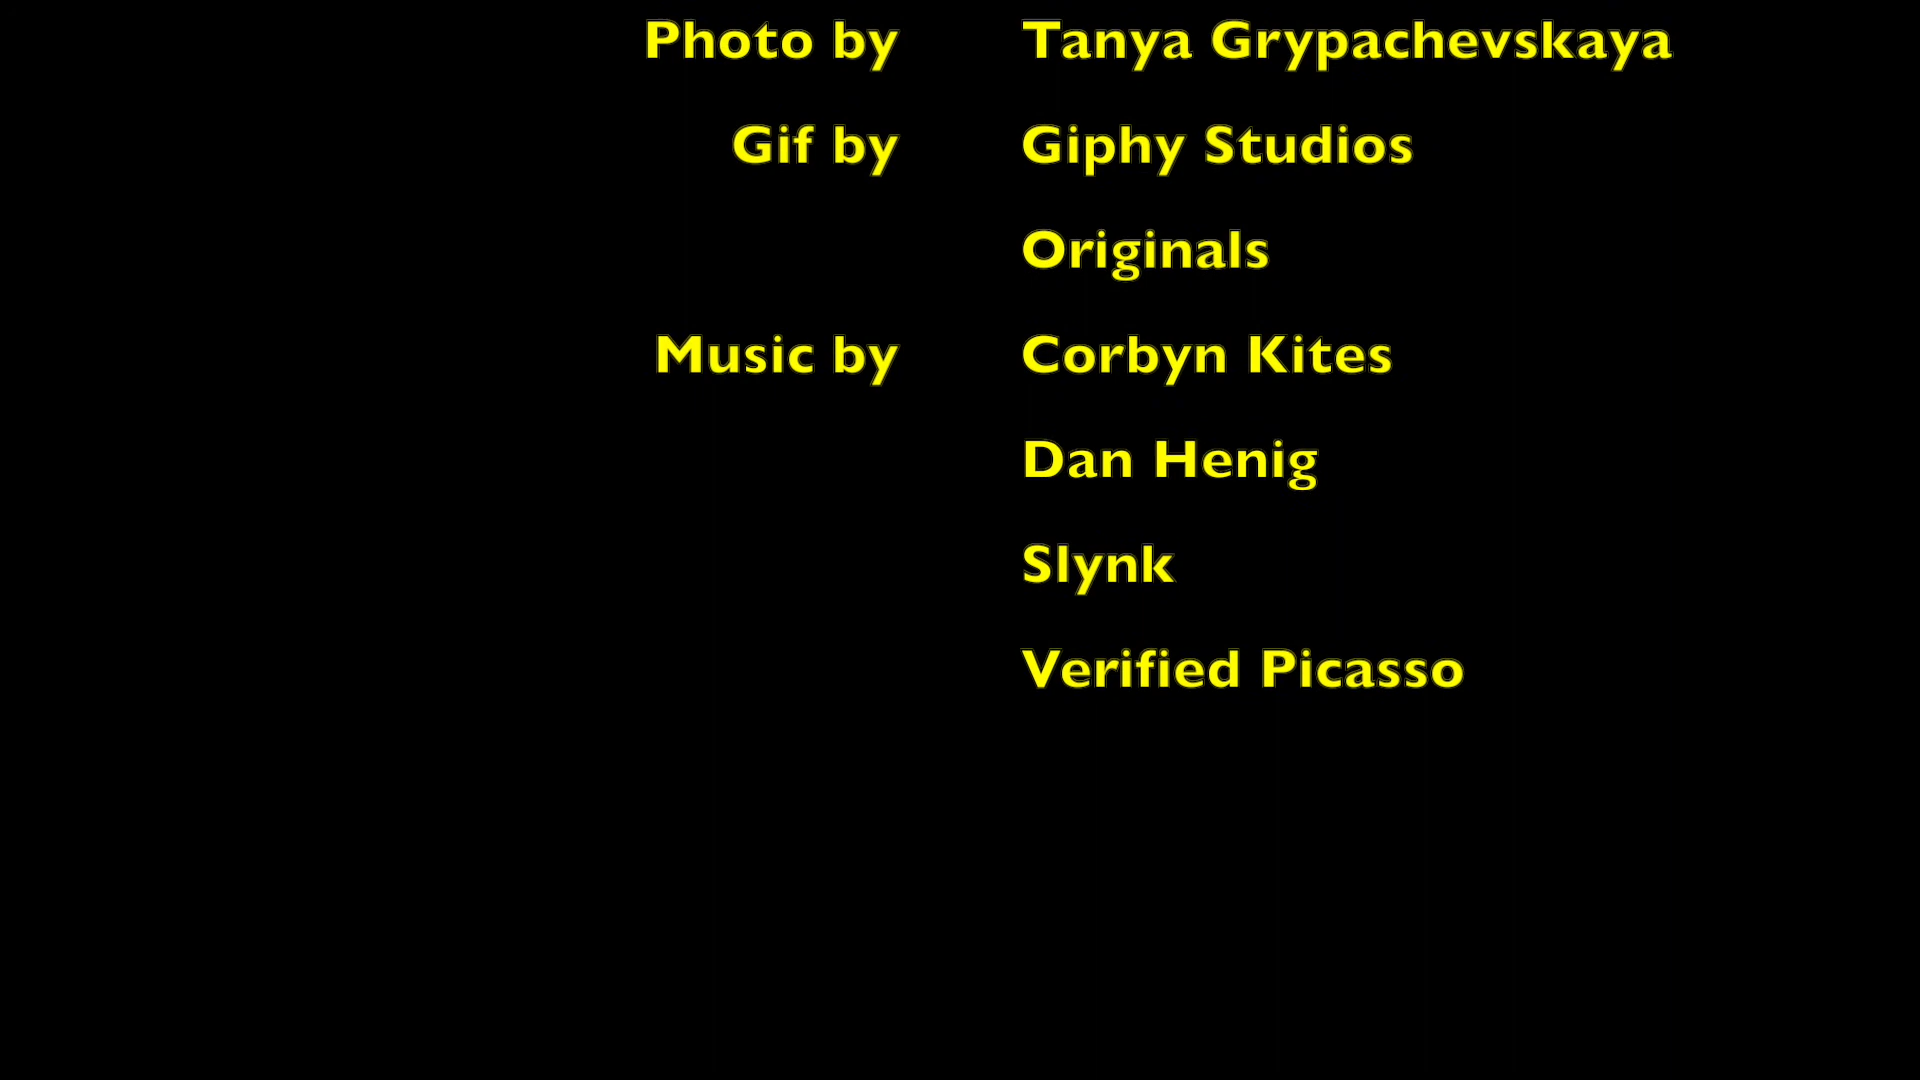 Photo by Tanya Grypachevskaya
Gif by Giphy Studios
Originals
Music by Corbyn Kites
Dan Henig
Slynk
Verified Picasso